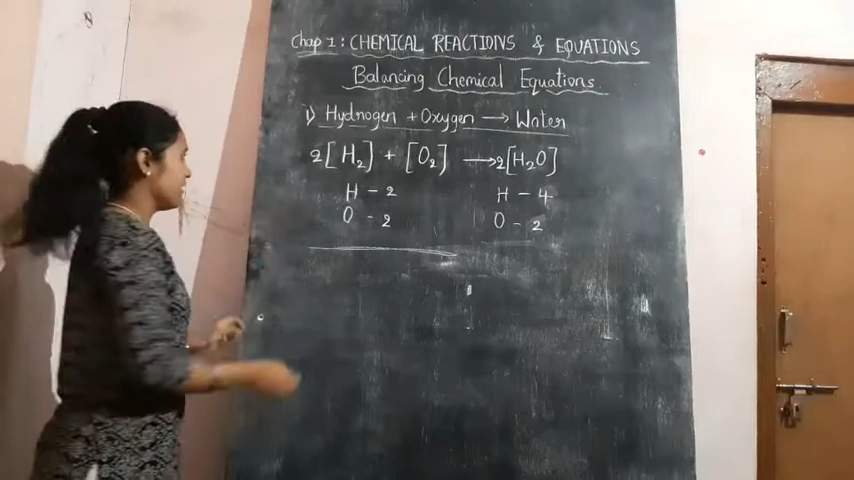 Chap 1: CHEMICAL REACTIONS & EQUATIONS
Balancing Chemical Equations
1) Hydrogen + Oxygen → Water
2[H₂] + [O₂] → 2[H₂O]
H - 2 H - 4
O - 2 O - 2